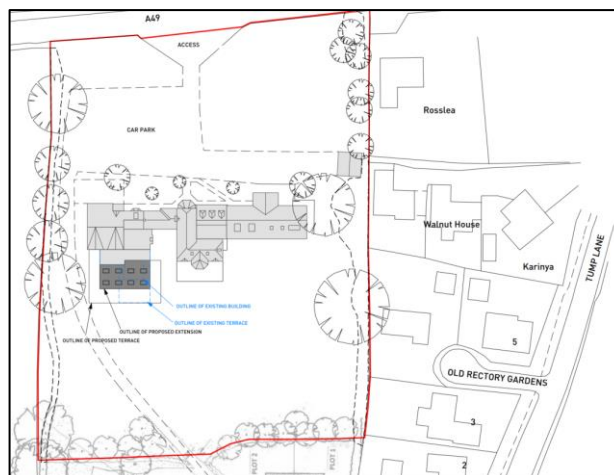 A49
ACCESS
CAR PARK
Rosslea
Walnut House
Karinya
TUMP LANE
OUTLINE OF EXISTING BUILDING
OUTLINE OF EXISTING TERRACE
OUTLINE OF PROPOSED EXTENSION
OUTLINE OF PROPOSED TERRACE
5
OLD RECTORY GARDENS
3
2
PLOT 2
PLOT 1